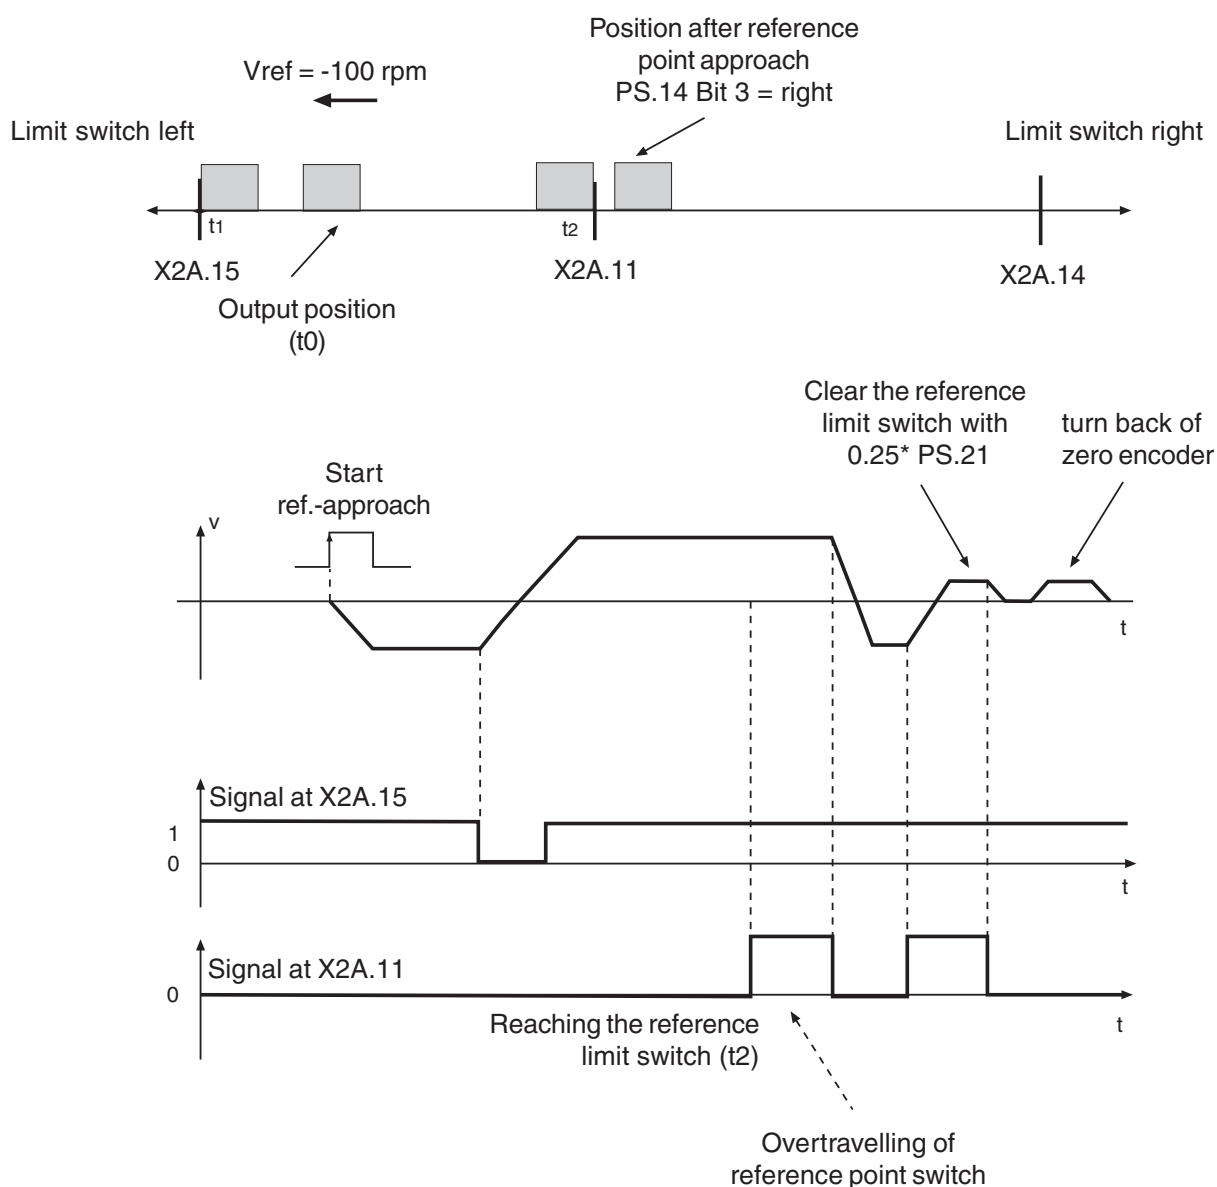 Position after reference
point approach
PS.14 Bit 3 = right
Vref = -100 rpm
Limit switch left
Limit switch right
t1
t2
X2A.15
X2A.11
X2A.14
Output position
(t0)
Clear the reference
limit switch with
0.25* PS.21
turn back of
zero encoder
Start
ref.-approach
v
t
Signal at X2A.15
1
0
t
Signal at X2A.11
0
t
Reaching the reference
limit switch (t2)
Overtravelling of
reference point switch